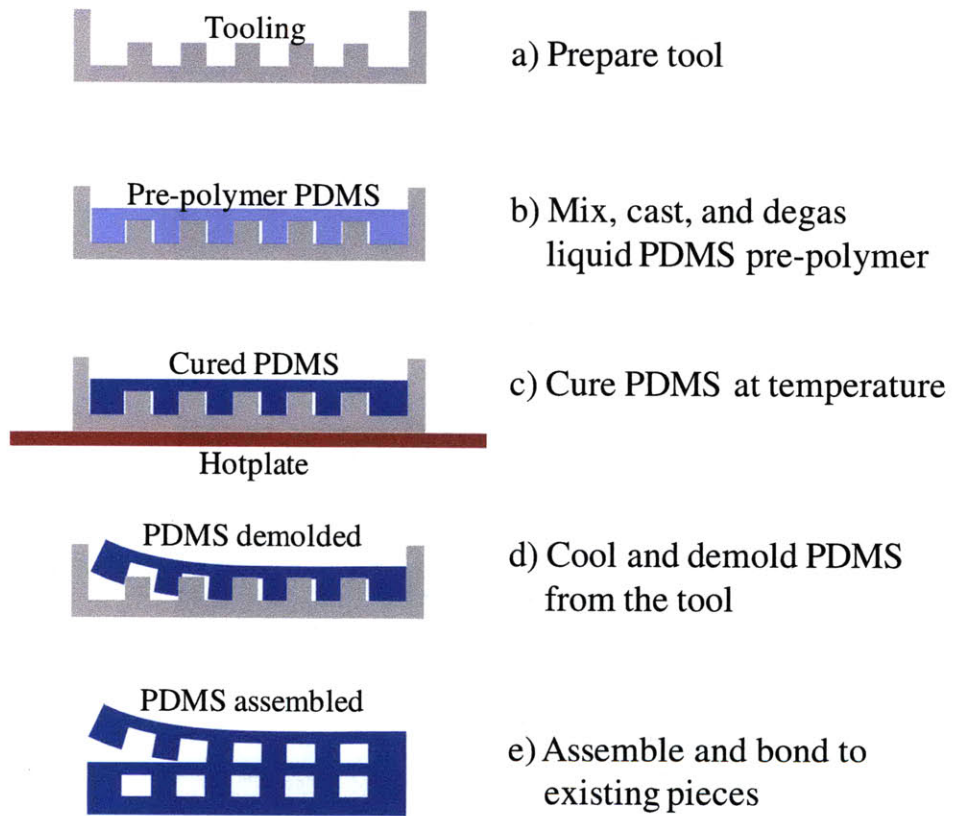 Tooling
a) Prepare tool
Pre-polymer PDMS
b) Mix, cast, and degas
liquid PDMS pre-polymer
Cured PDMS
c) Cure PDMS at temperature
Hotplate
PDMS demolded
d) Cool and demold PDMS
from the tool
PDMS assembled
e) Assemble and bond to
existing pieces